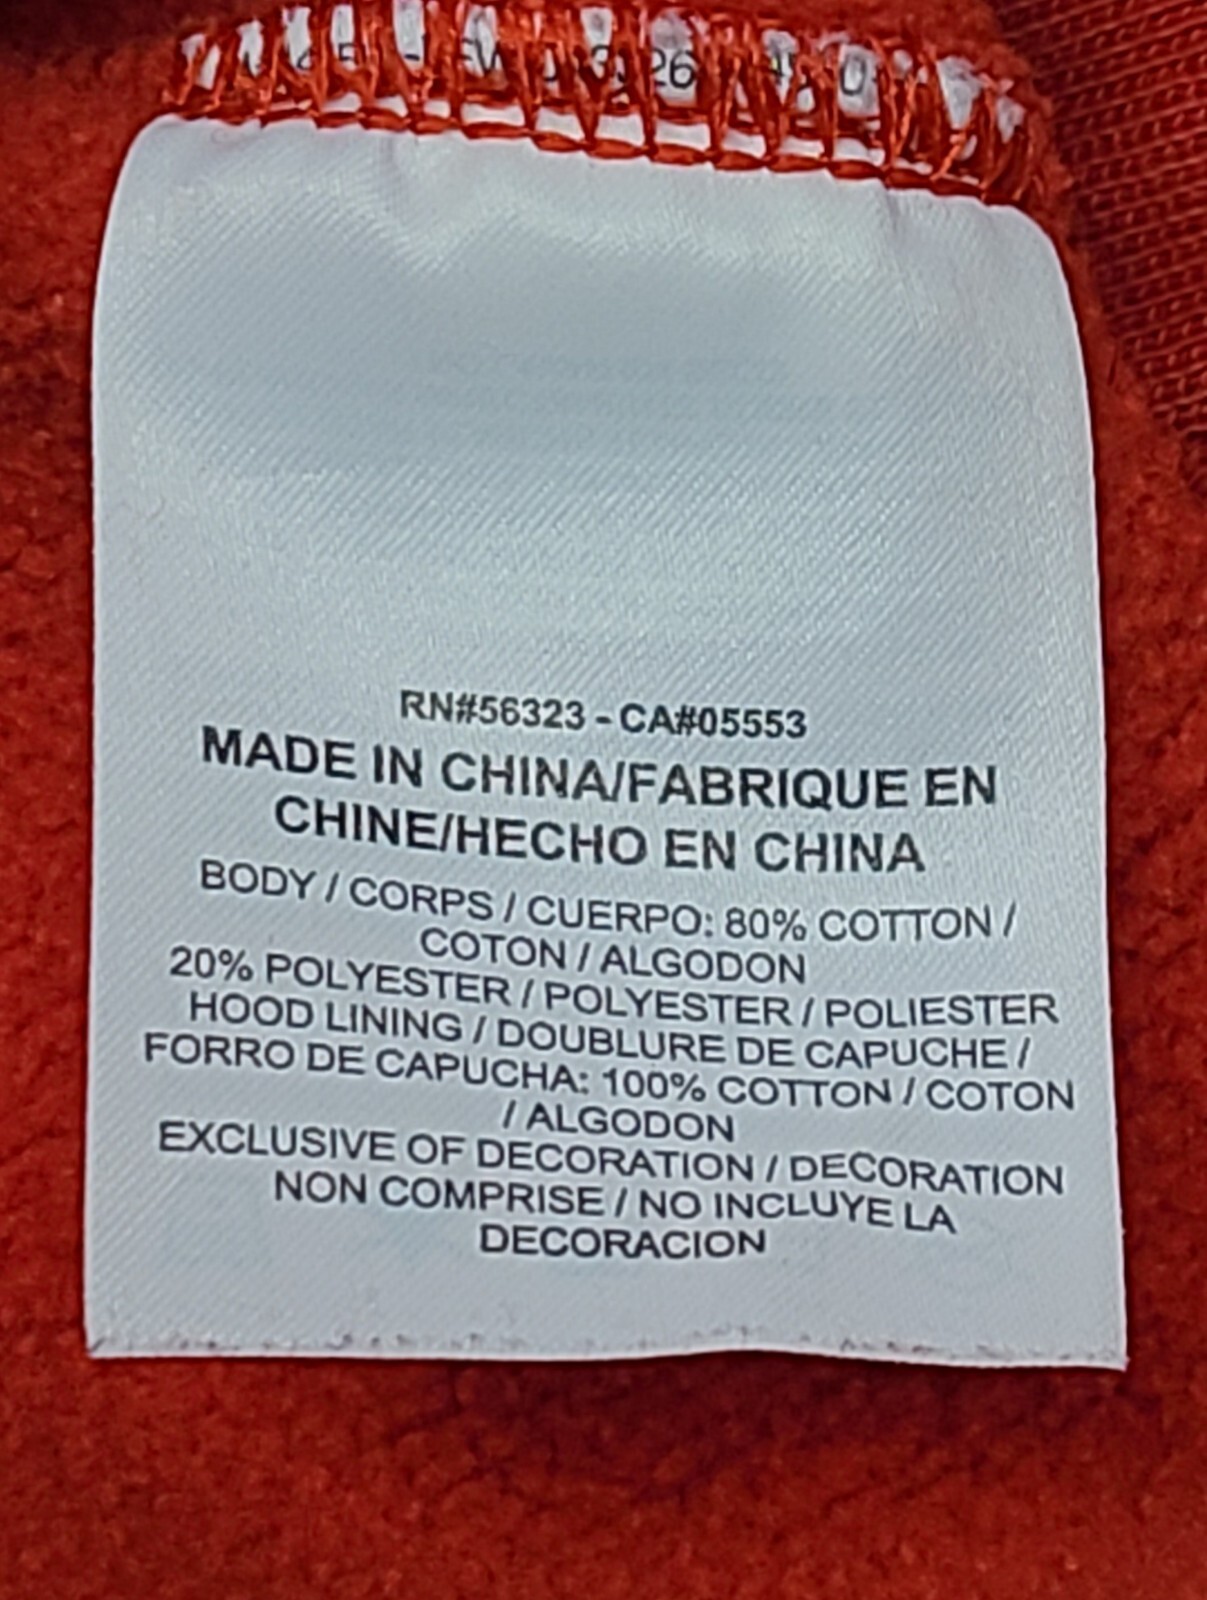 RN#56323 - CA#05553
MADE IN CHINA/FABRIQUE EN
CHINE/HECHO EN CHINA
BODY / CORPS / CUERPO: 80% COTTON /
COTON / ALGODON
20% POLYESTER / POLYESTER / POLIESTER
HOOD LINING / DOUBLURE DE CAPUCHE /
FORRO DE CAPUCHA: 100% COTTON / COTON
/ ALGODON
EXCLUSIVE OF DECORATION / DECORATION
NON COMPRISE / NO INCLUYE LA
DECORACION